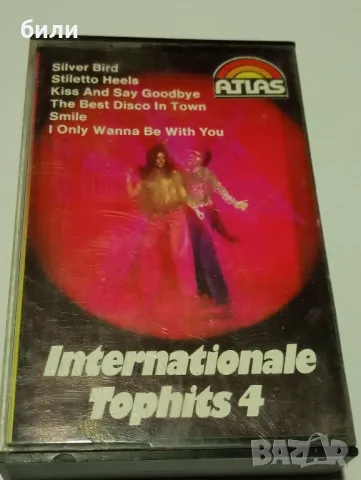 били
Silver Bird
Stiletto Heels
Kiss And Say Goodbye
The Best Disco In Town
Smile
I Only Wanna Be With You
ATLAS
Internationale
Tophits 4
BAZAR